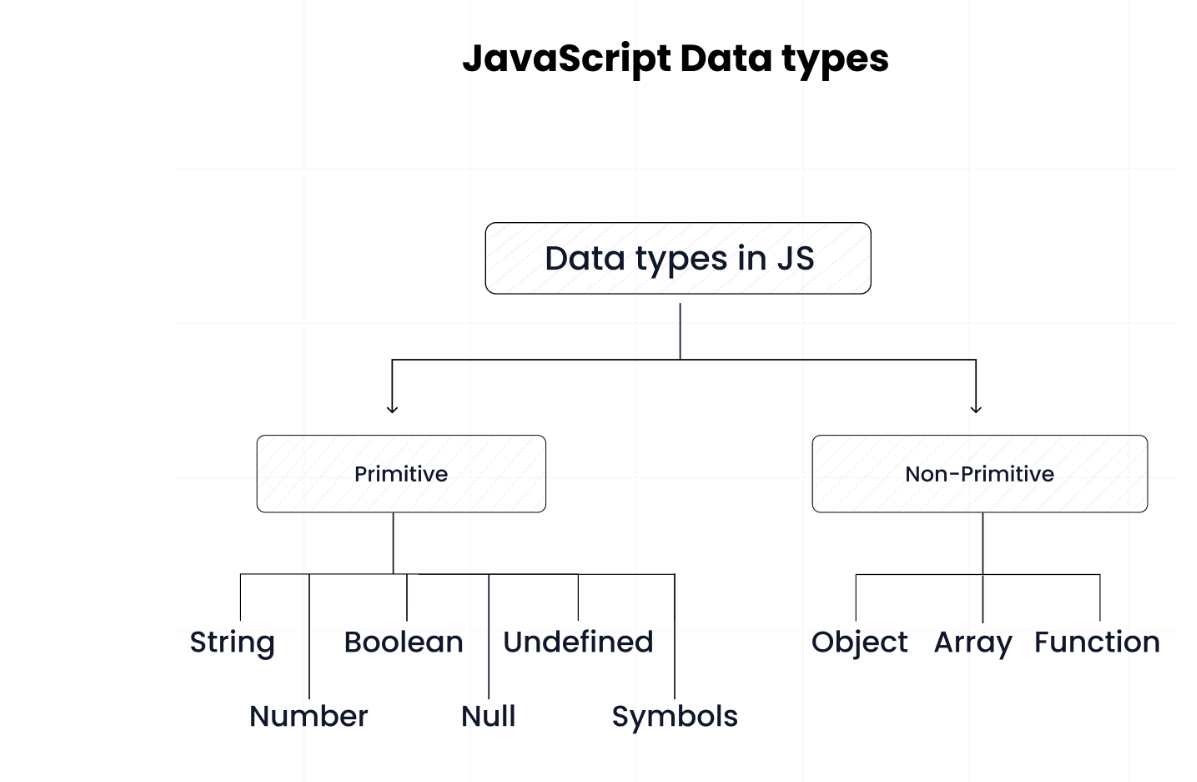 JavaScript Data types
Data types in JS
Primitive
Non-Primitive
String
Boolean
Undefined
Object
Array
Function
Number
Null
Symbols